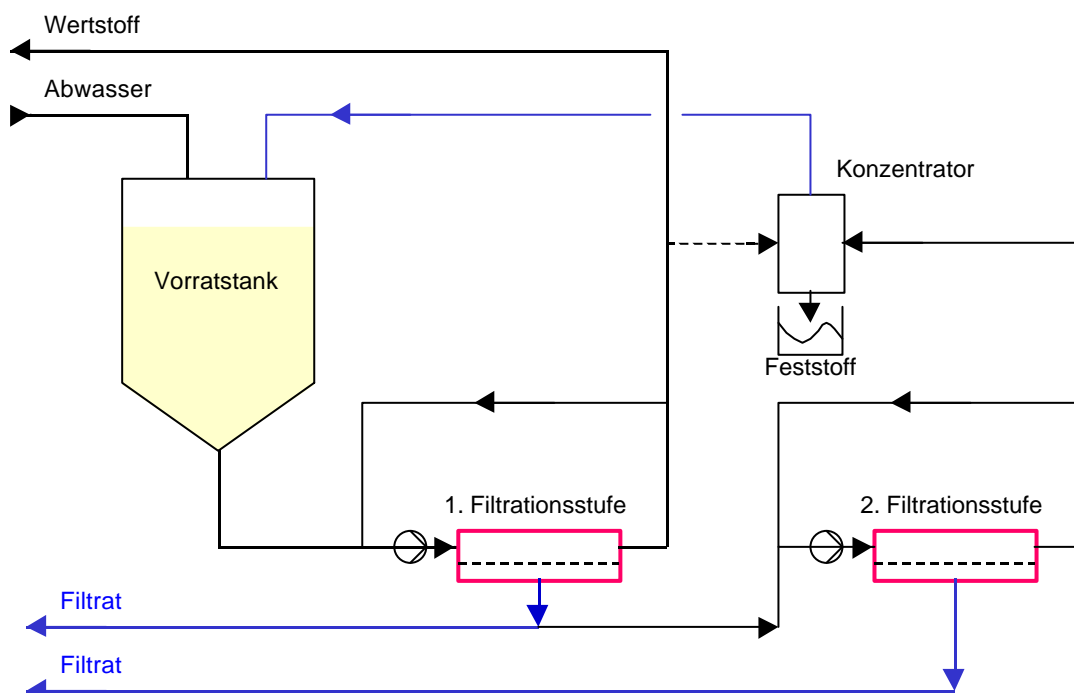 Wertstoff
Abwasser
Konzentrator
Vorratstank
Feststoff
1. Filtrationsstufe
2. Filtrationsstufe
Filtrat
Filtrat